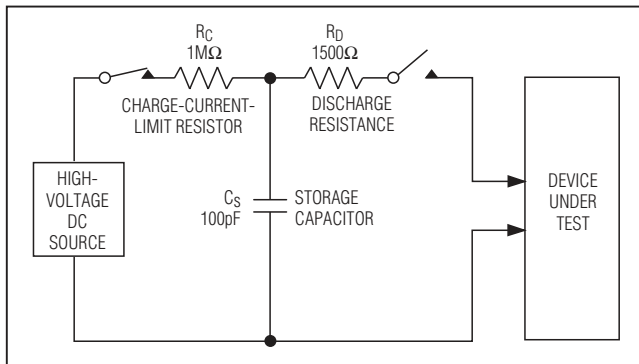 RC
1MΩ
CHARGE-CURRENT-
LIMIT RESISTOR
RD
1500Ω
DISCHARGE
RESISTANCE
HIGH-
VOLTAGE
DC
SOURCE
CS
100pF
STORAGE
CAPACITOR
DEVICE
UNDER
TEST